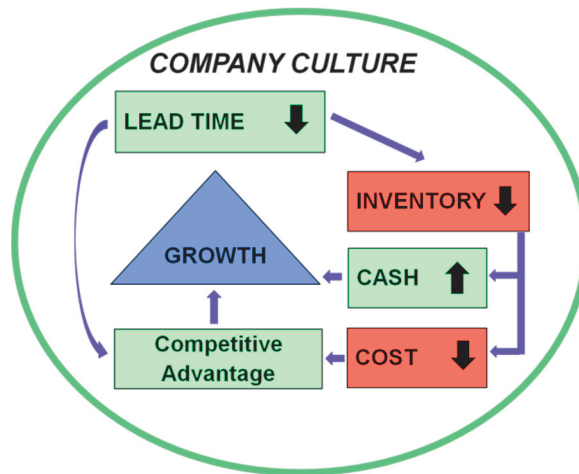 COMPANY CULTURE
LEAD TIME
INVENTORY
GROWTH
CASH
Competitive
Advantage
COST